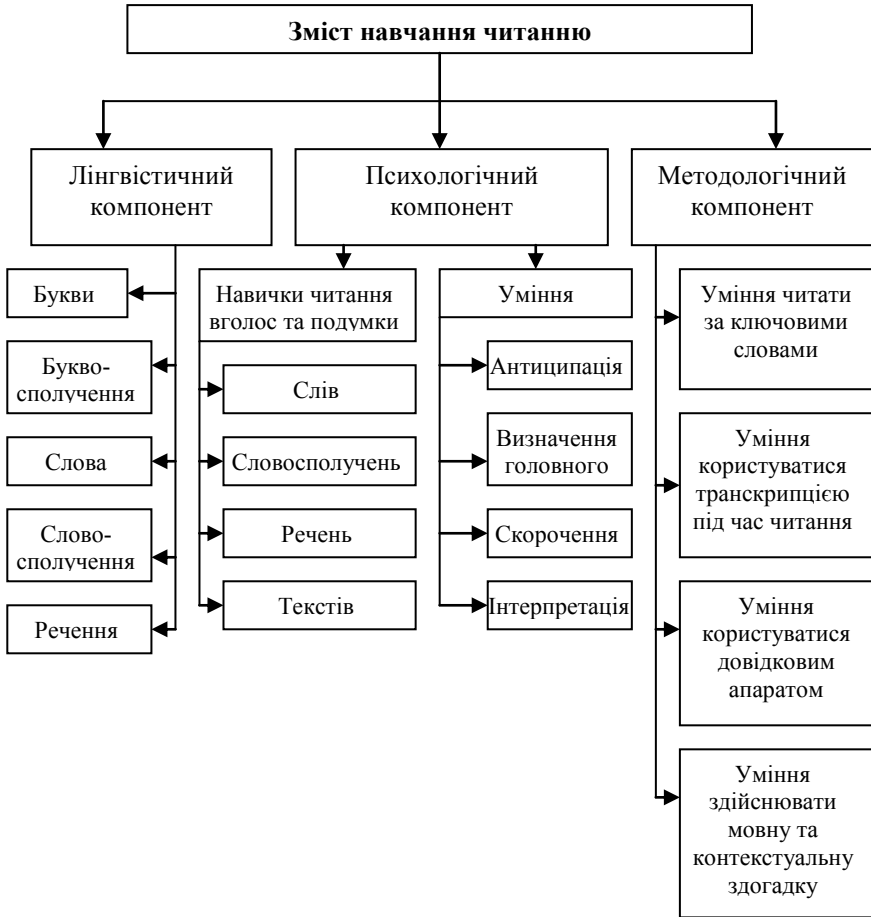 Зміст навчання читанню
Лінгвістичний
компонент
Психологічний
компонент
Методологічний
компонент
Букви
Букво-
сполучення
Слова
Слово-
сполучення
Речення
Навички читання
вголос та подумки
Слів
Словосполучень
Речень
Текстів
Уміння
Антиципація
Визначення
головного
Скорочення
Інтерпретація
Уміння читати
за ключовими
словами
Уміння
користуватися
транскрипцією
під час читання
Уміння
користуватися
довідковим
апаратом
Уміння
здійснювати
мовну та
контекстуальну
здогадку